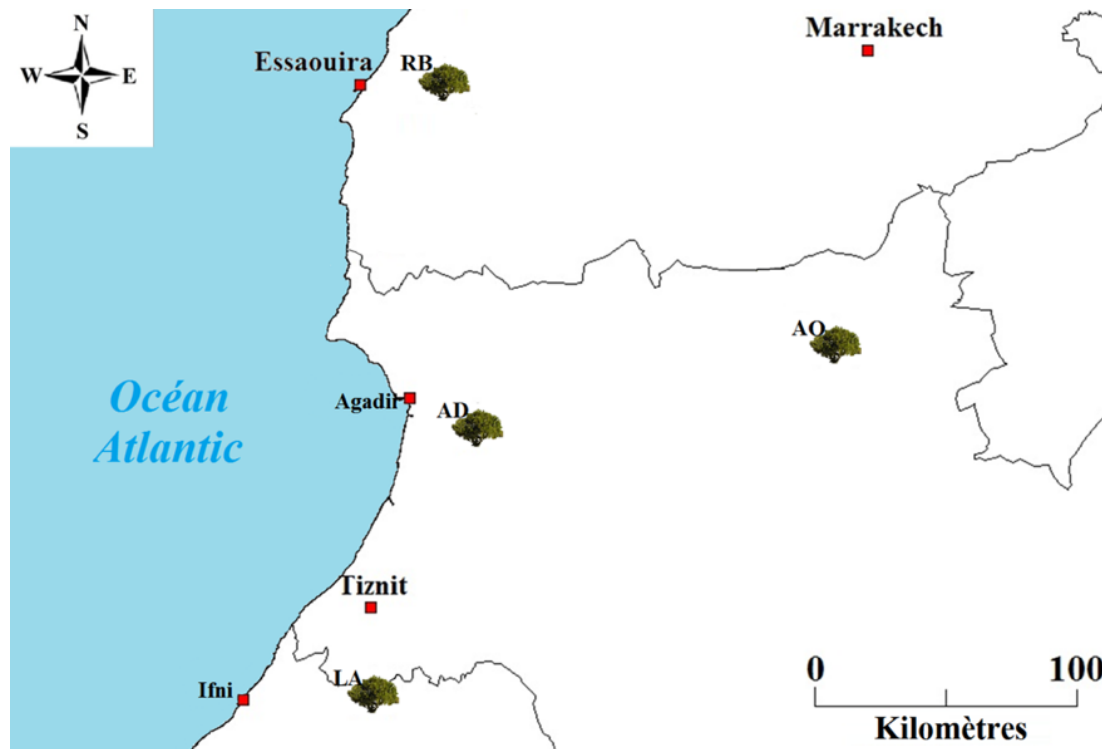 N
W E
S
Essaouira
RB
Marrakech
AO
Agadir
AD
Océan
Atlantic
Tiznit
LA
Ifni
0 100
Kilomètres